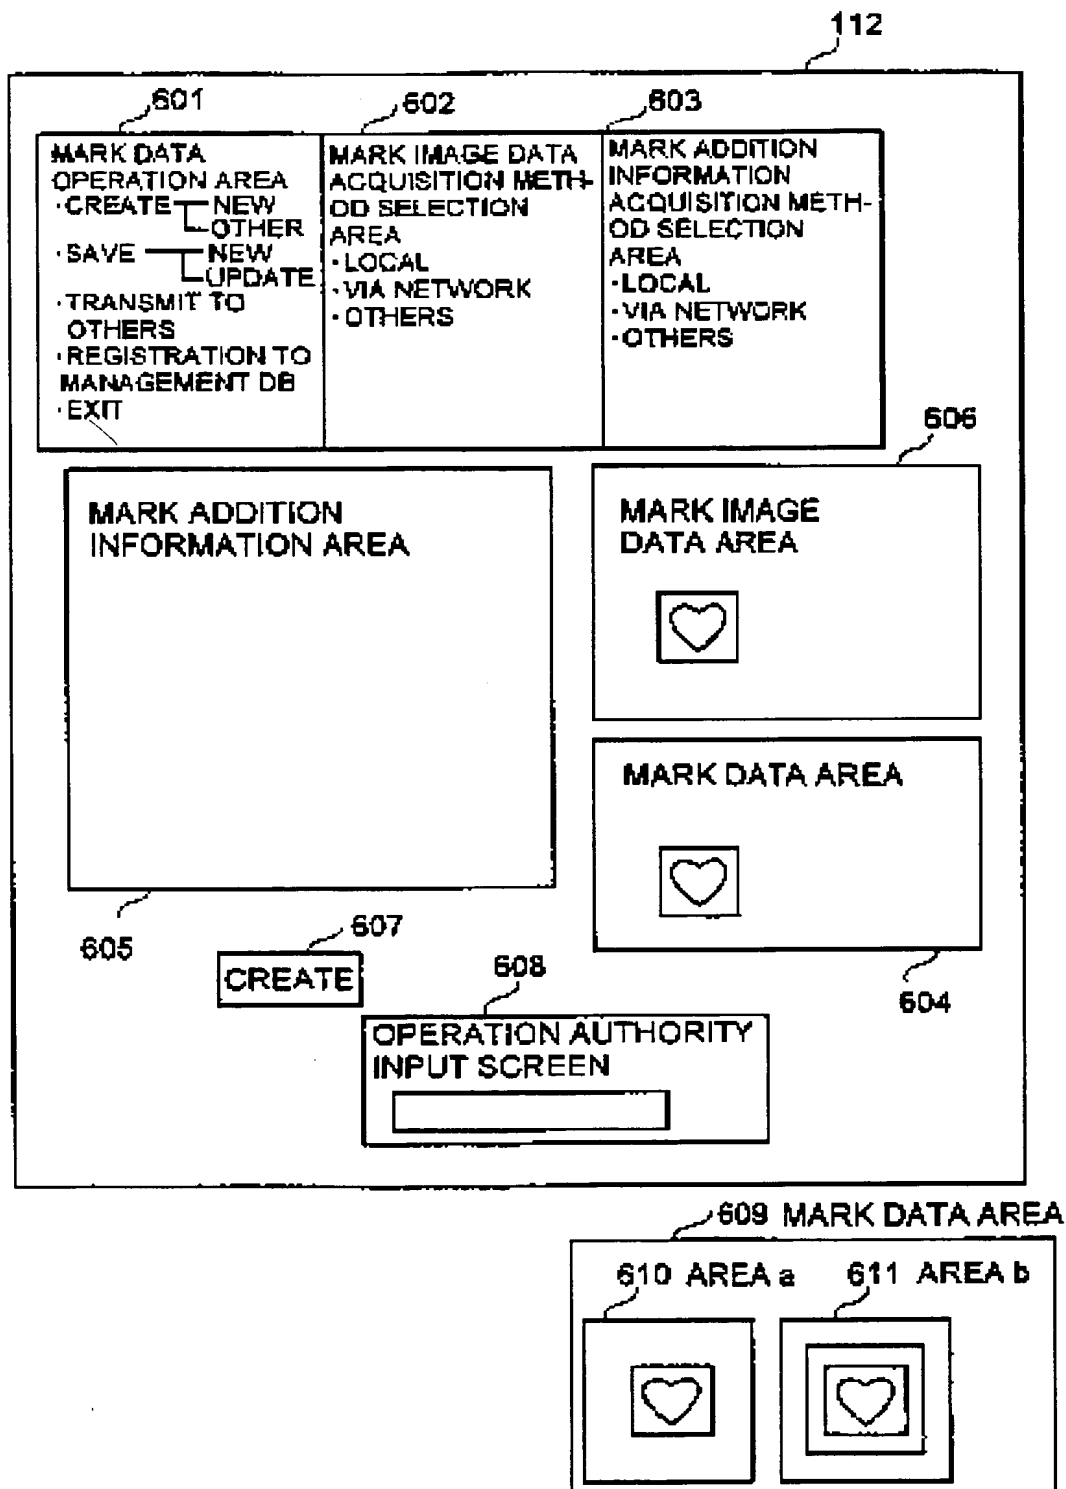 112
601
602
603
MARK DATA
OPERATION AREA
·CREATE NEW
OTHER
·SAVE NEW
UPDATE
·TRANSMIT TO
OTHERS
·REGISTRATION TO
MANAGEMENT DB
·EXIT
MARK IMAGE DATA
ACQUISITION METH-
OD SELECTION
AREA
·LOCAL
·VIA NETWORK
·OTHERS
MARK ADDITION
INFORMATION
ACQUISITION METH-
OD SELECTION
AREA
·LOCAL
·VIA NETWORK
·OTHERS
606
MARK ADDITION
INFORMATION AREA
MARK IMAGE
DATA AREA
MARK DATA AREA
605
607
CREATE
608
604
OPERATION AUTHORITY
INPUT SCREEN
609 MARK DATA AREA
610 AREA a
611 AREA b